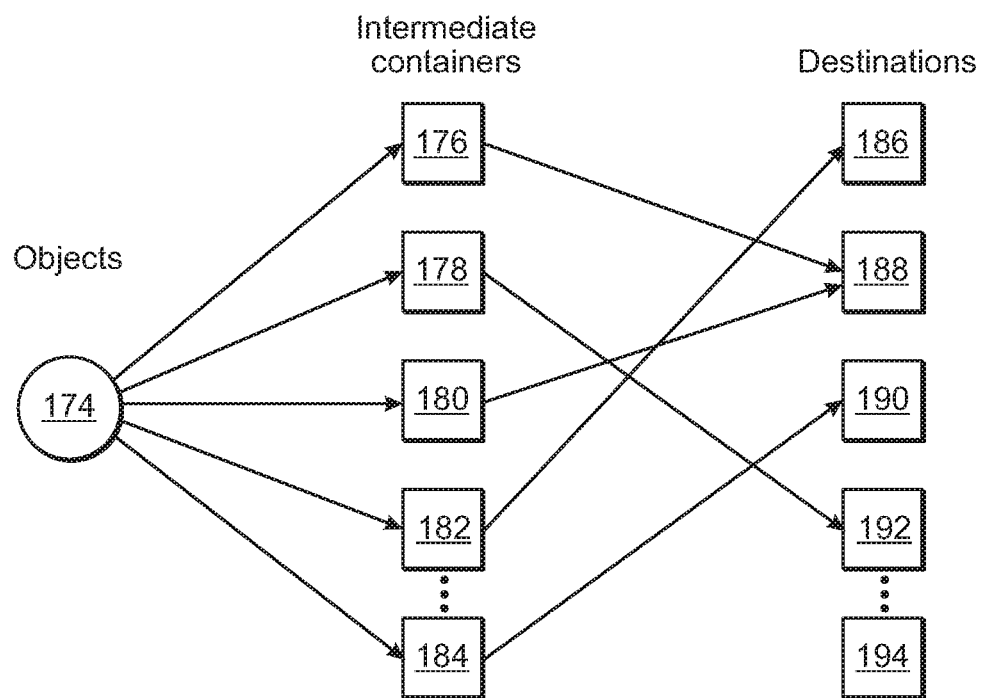 Intermediate
containers
Destinations
Objects
174
176
178
180
182
184
186
188
190
192
194